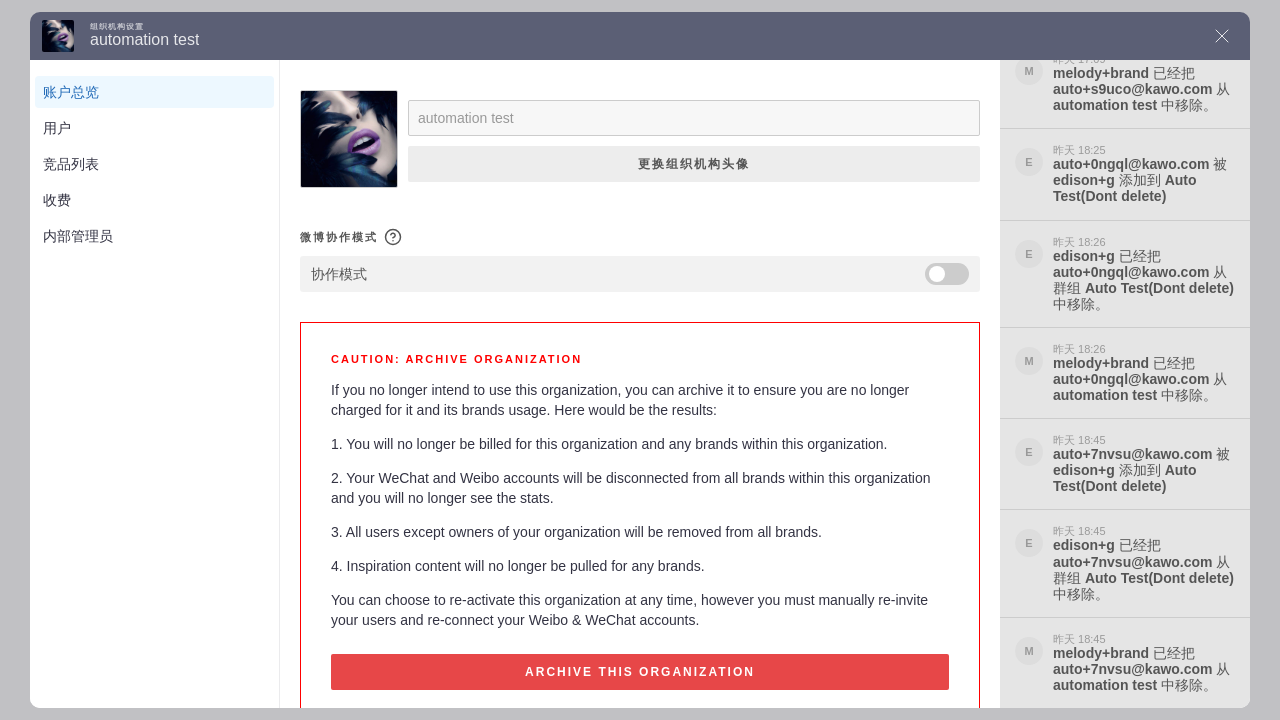 组织机构设置
automation test
账户总览
用户
竞品列表
收费
内部管理员
automation test
更换组织机构头像
微博协作模式
协作模式
CAUTION: ARCHIVE ORGANIZATION
If you no longer intend to use this organization, you can archive it to ensure you are no longer
charged for it and its brands usage. Here would be the results:
1. You will no longer be billed for this organization and any brands within this organization.
2. Your WeChat and Weibo accounts will be disconnected from all brands within this organization
and you will no longer see the stats.
3. All users except owners of your organization will be removed from all brands.
4. Inspiration content will no longer be pulled for any brands.
You can choose to re-activate this organization at any time, however you must manually re-invite
your users and re-connect your Weibo & WeChat accounts.
ARCHIVE THIS ORGANIZATION
M
melody+brand 已经把
auto+s9uco@kawo.com 从
automation test 中移除。
昨天 18:25
E
auto+0ngql@kawo.com 被
edison+g 添加到 Auto
Test(Dont delete)
昨天 18:26
E
edison+g 已经把
auto+0ngql@kawo.com 从
群组 Auto Test(Dont delete)
中移除。
昨天 18:26
M
melody+brand 已经把
auto+0ngql@kawo.com 从
automation test 中移除。
昨天 18:45
E
auto+7nvsu@kawo.com 被
edison+g 添加到 Auto
Test(Dont delete)
昨天 18:45
E
edison+g 已经把
auto+7nvsu@kawo.com 从
群组 Auto Test(Dont delete)
中移除。
昨天 18:45
M
melody+brand 已经把
auto+7nvsu@kawo.com 从
automation test 中移除。